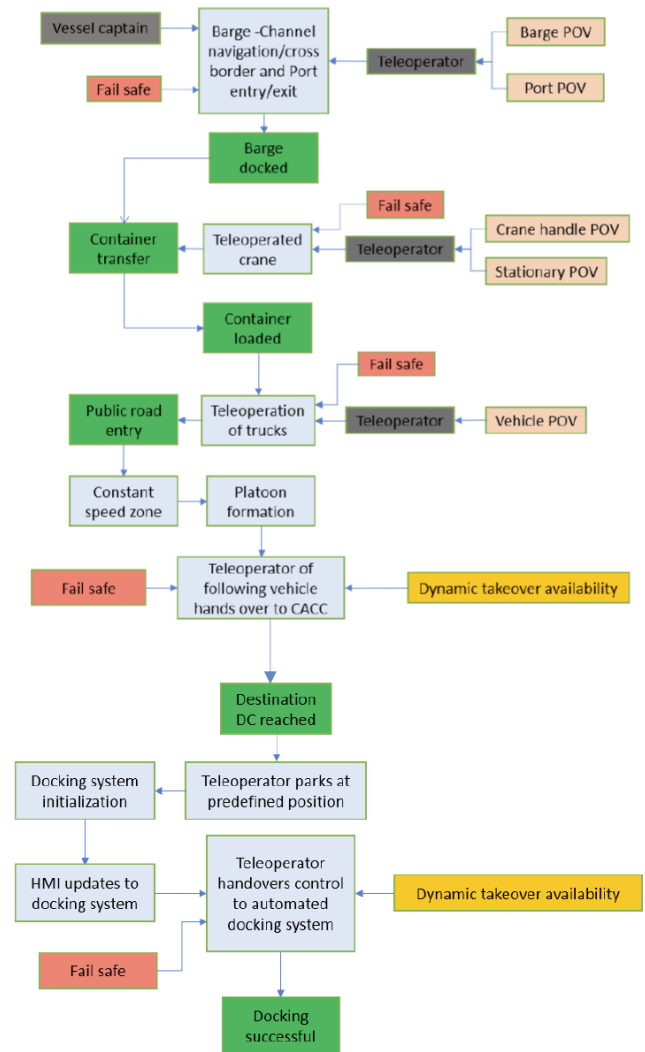 Vessel captain
Barge -Channel
navigation/cross
border and Port
entry/exit
Teleoperator
Barge POV
Port POV
Fail safe
Barge
docked
Fail safe
Container
transfer
Teleoperated
crane
Teleoperator
Crane handle POV
Stationary POV
Container
loaded
Fail safe
Public road
entry
Teleoperation
of trucks
Teleoperator
Vehicle POV
Constant
speed zone
Platoon
formation
Fail safe
Teleoperator of
following vehicle
hands over to CACC
Dynamic takeover availability
Destination
DC reached
Docking system
initialization
Teleoperator parks at
predefined position
HMI updates to
docking system
Teleoperator
handovers control
to automated
docking system
Dynamic takeover availability
Fail safe
Docking
successful